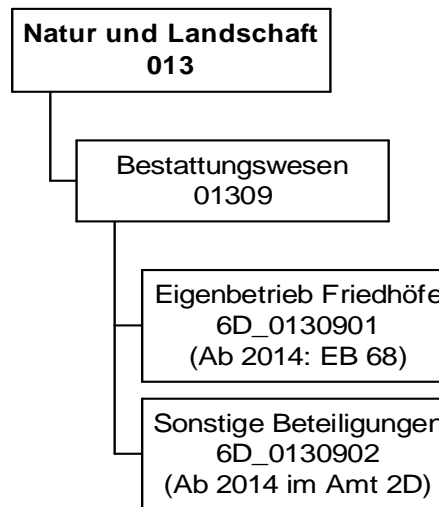 Natur und Landschaft
013
Bestattungswesen
01309
Eigenbetrieb Friedhöfe
6D_0130901
(Ab 2014: EB 68)
Sonstige Beteiligungen
6D_0130902
(Ab 2014 im Amt 2D)